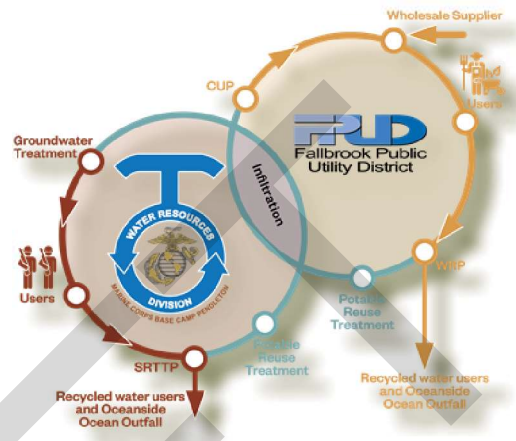 Wholesale Supplier
CUP
Users
FPUD
Fallbrook Public
Utility District
Groundwater
Treatment
Infiltration
WATER RESOURCES
DIVISION
MARINE CORPS BASE CAMP PENDLETON
WRP
Users
Potable
Reuse
Treatment
Potable
Reuse
Treatment
SRTTP
Recycled water users
and Oceanside
Ocean Outfall
Recycled water users
and Oceanside
Ocean Outfall